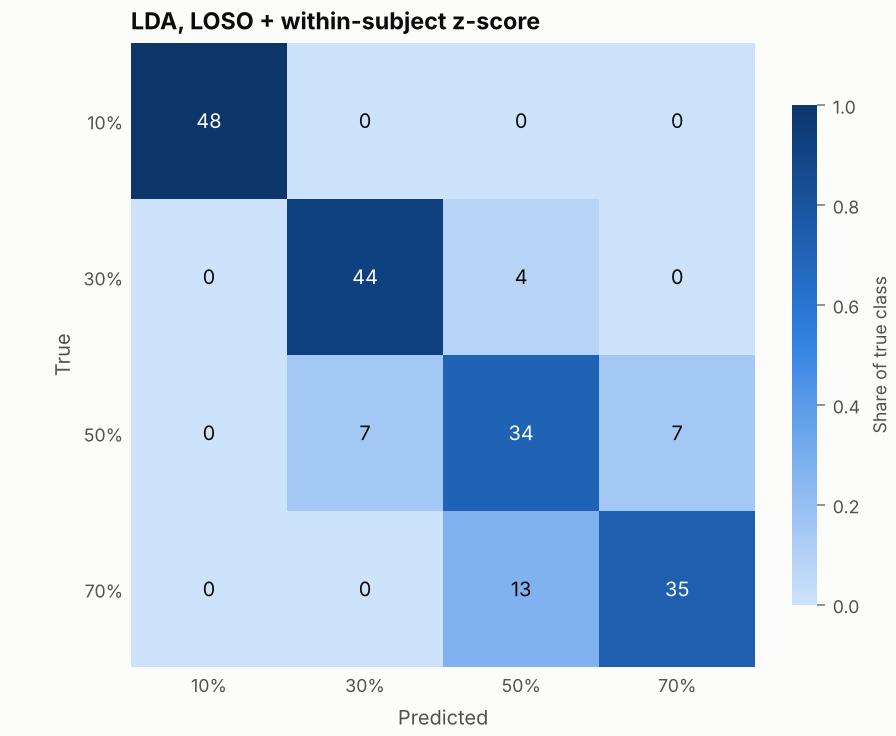 LDA, LOSO + within-subject z-score
10% 48 0 0 0
30% 0 44 4 0
50% 0 7 34 7
70% 0 0 13 35
10% 30% 50% 70%
Predicted
True
1.0
0.8
0.6
0.4
0.2
0.0
Share of true class